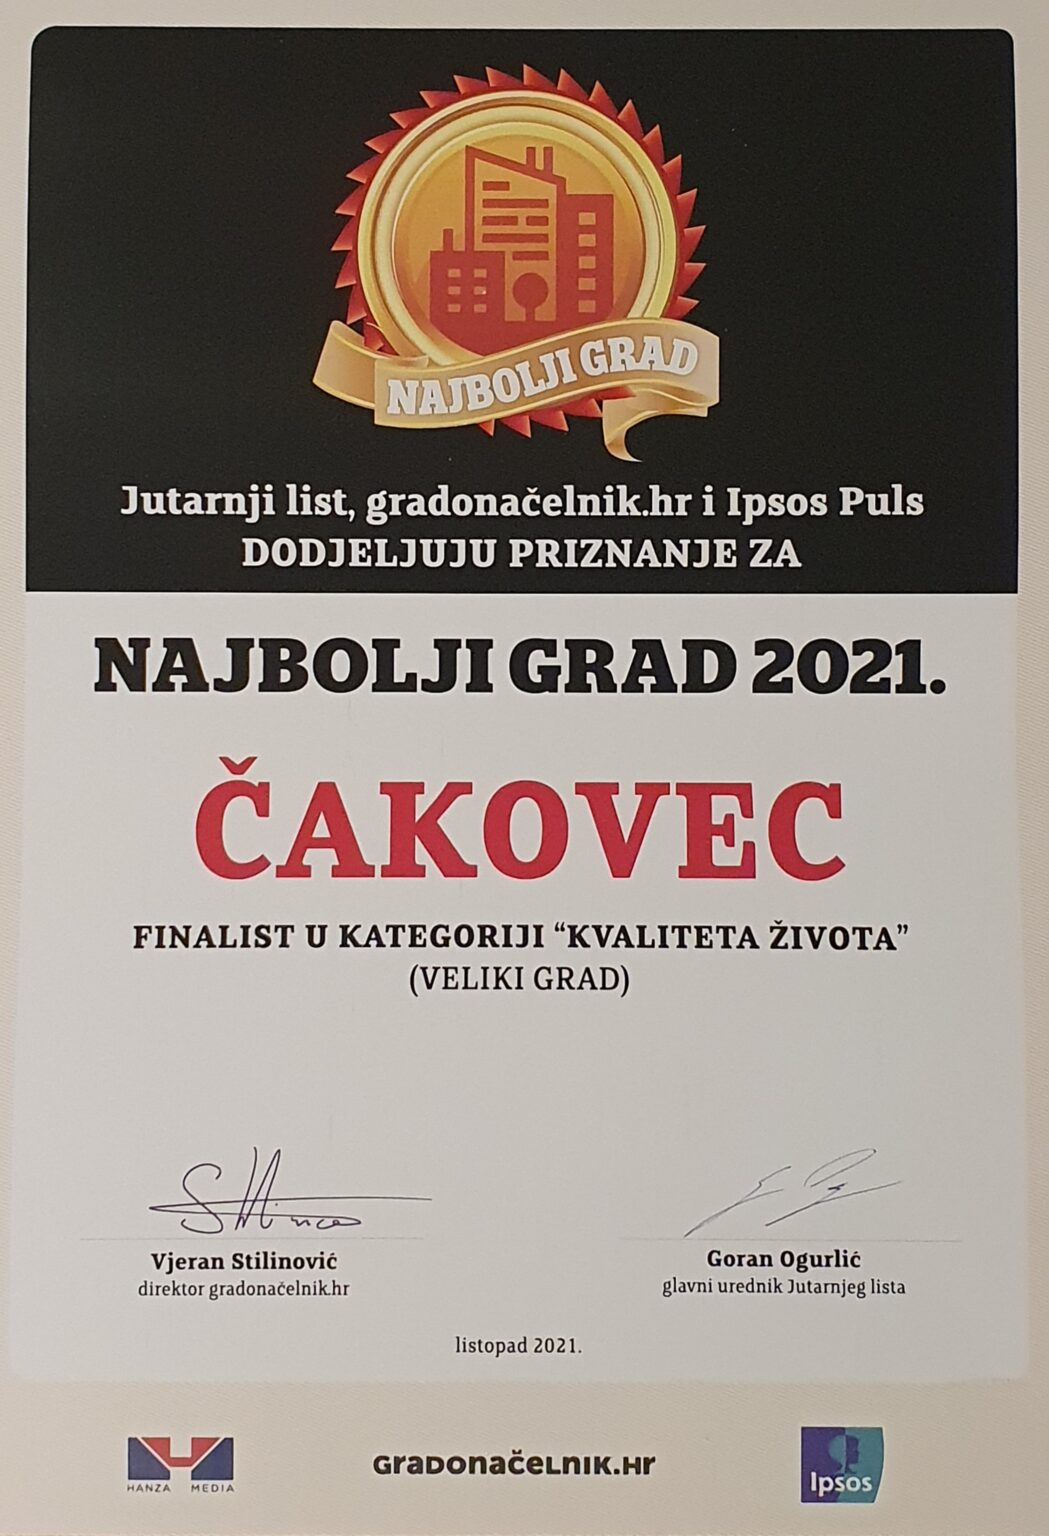 NAJBOLJI GRAD
Jutarnji list, gradonačelnik.hr i Ipsos Puls
DODJELJUJU PRIZNANJE ZA
NAJBOLJI GRAD 2021.
ČAKOVEC
FINALIST U KATEGORIJI “KVALITETA ŽIVOTA”
(VELIKI GRAD)
Vjeran Stilinović
direktor gradonačelnik.hr
Goran Ogurlić
glavni urednik Jutarnjeg lista
listopad 2021.
HANZA MEDIA
GRADONAČELNIK.HR
Ipsos